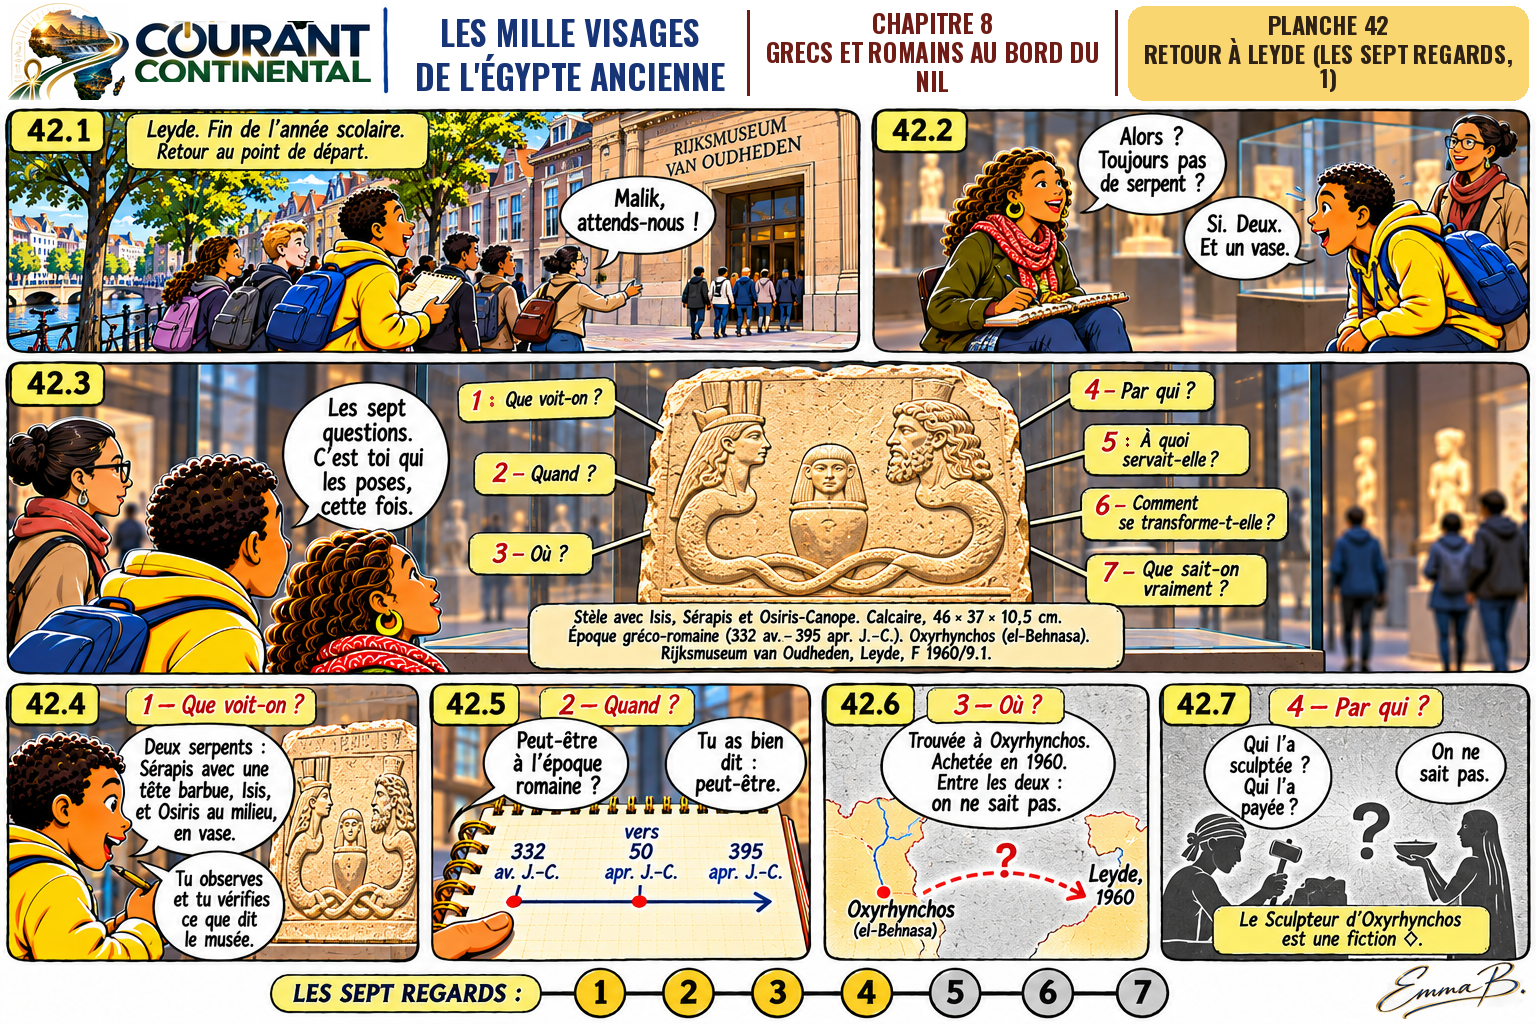 COURANT
CONTINENTAL
LES MILLE VISAGES
DE L'ÉGYPTE ANCIENNE
CHAPITRE 8
GRECS ET ROMAINS AU BORD DU
NIL
PLANCHE 42
RETOUR À LEYDE (LES SEPT REGARDS,
1)
42.1
Leyde. Fin de l'année scolaire.
Retour au point de départ.
RIJKSMUSEUM
VAN OUDHEDEN
Malik,
attends-nous !
42.2
Alors ?
Toujours pas
de serpent ?
Si. Deux.
Et un vase.
42.3
Les sept
questions.
C'est toi qui
les poses,
cette fois.
1 : Que voit-on ?
2 – Quand ?
3 – Où ?
4 – Par qui ?
5 : À quoi
servait-elle ?
6 – Comment
se transforme-t-elle ?
7 – Que sait-on
vraiment ?
Stèle avec Isis, Sérapis et Osiris-Canope. Calcaire, 46 × 37 × 10,5 cm.
Époque gréco-romaine (332 av. – 395 apr. J.-C.). Oxyrhynchos (el-Behnasa).
Rijksmuseum van Oudheden, Leyde, F 1960/9.1.
42.4
1 – Que voit-on ?
Deux serpents :
Sérapis avec une
tête barbue, Isis,
et Osiris au milieu,
en vase.
Tu observes
et tu vérifies
ce que dit
le musée.
42.5
2 – Quand ?
Peut-être
à l'époque
romaine ?
Tu as bien
dit :
peut-être.
332
av. J.-C.
vers
50
apr. J.-C.
395
apr. J.-C.
42.6
3 – Où ?
Trouvée à Oxyrhynchos.
Achetée en 1960.
Entre les deux :
on ne sait pas.
?
Oxyrhynchos
(el-Behnasa)
Leyde,
1960
42.7
4 – Par qui ?
Qui l'a
sculptée ?
Qui l'a
payée ?
On ne
sait pas.
?
Le Sculpteur d'Oxyrhynchos
est une fiction ◇.
LES SEPT REGARDS :
1 2 3 4 5 6 7
Emma B.